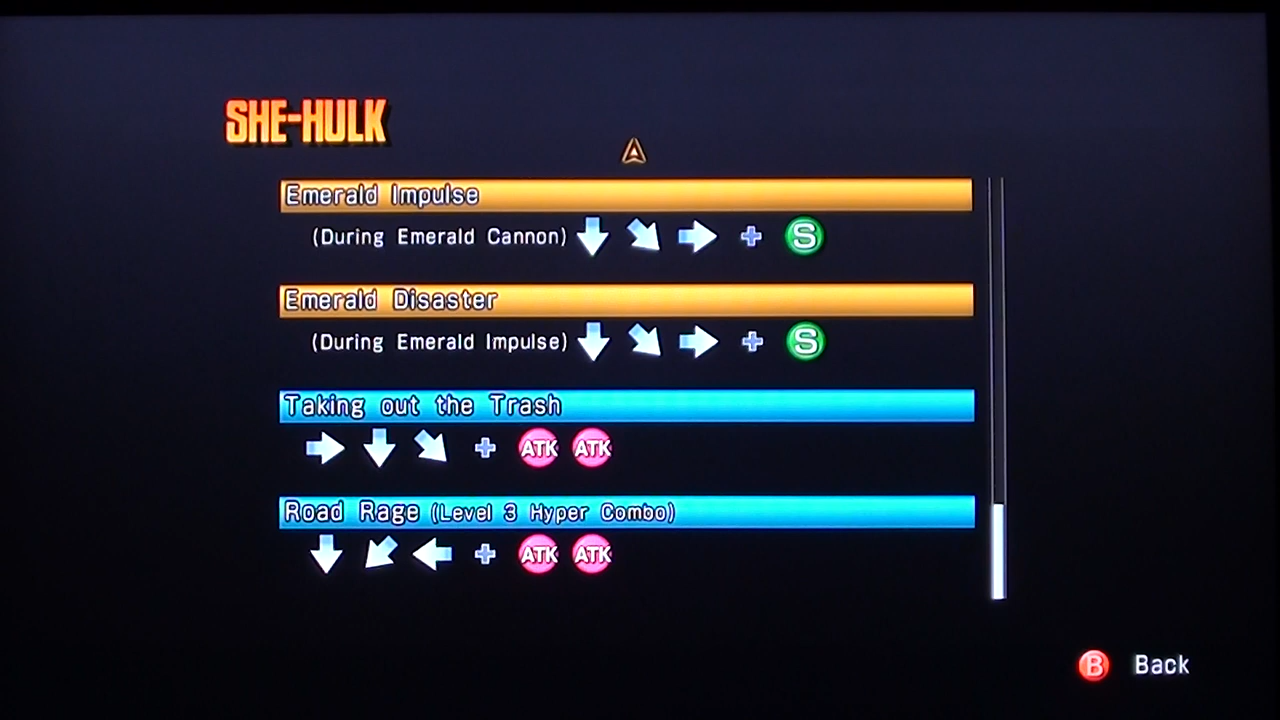 SHE-HULK
Emerald Impulse
(During Emerald Cannon) + S
Emerald Disaster
(During Emerald Impulse) + S
Taking out the Trash
+ ATK ATK
Road Rage (Level 3 Hyper Combo)
+ ATK ATK
B Back